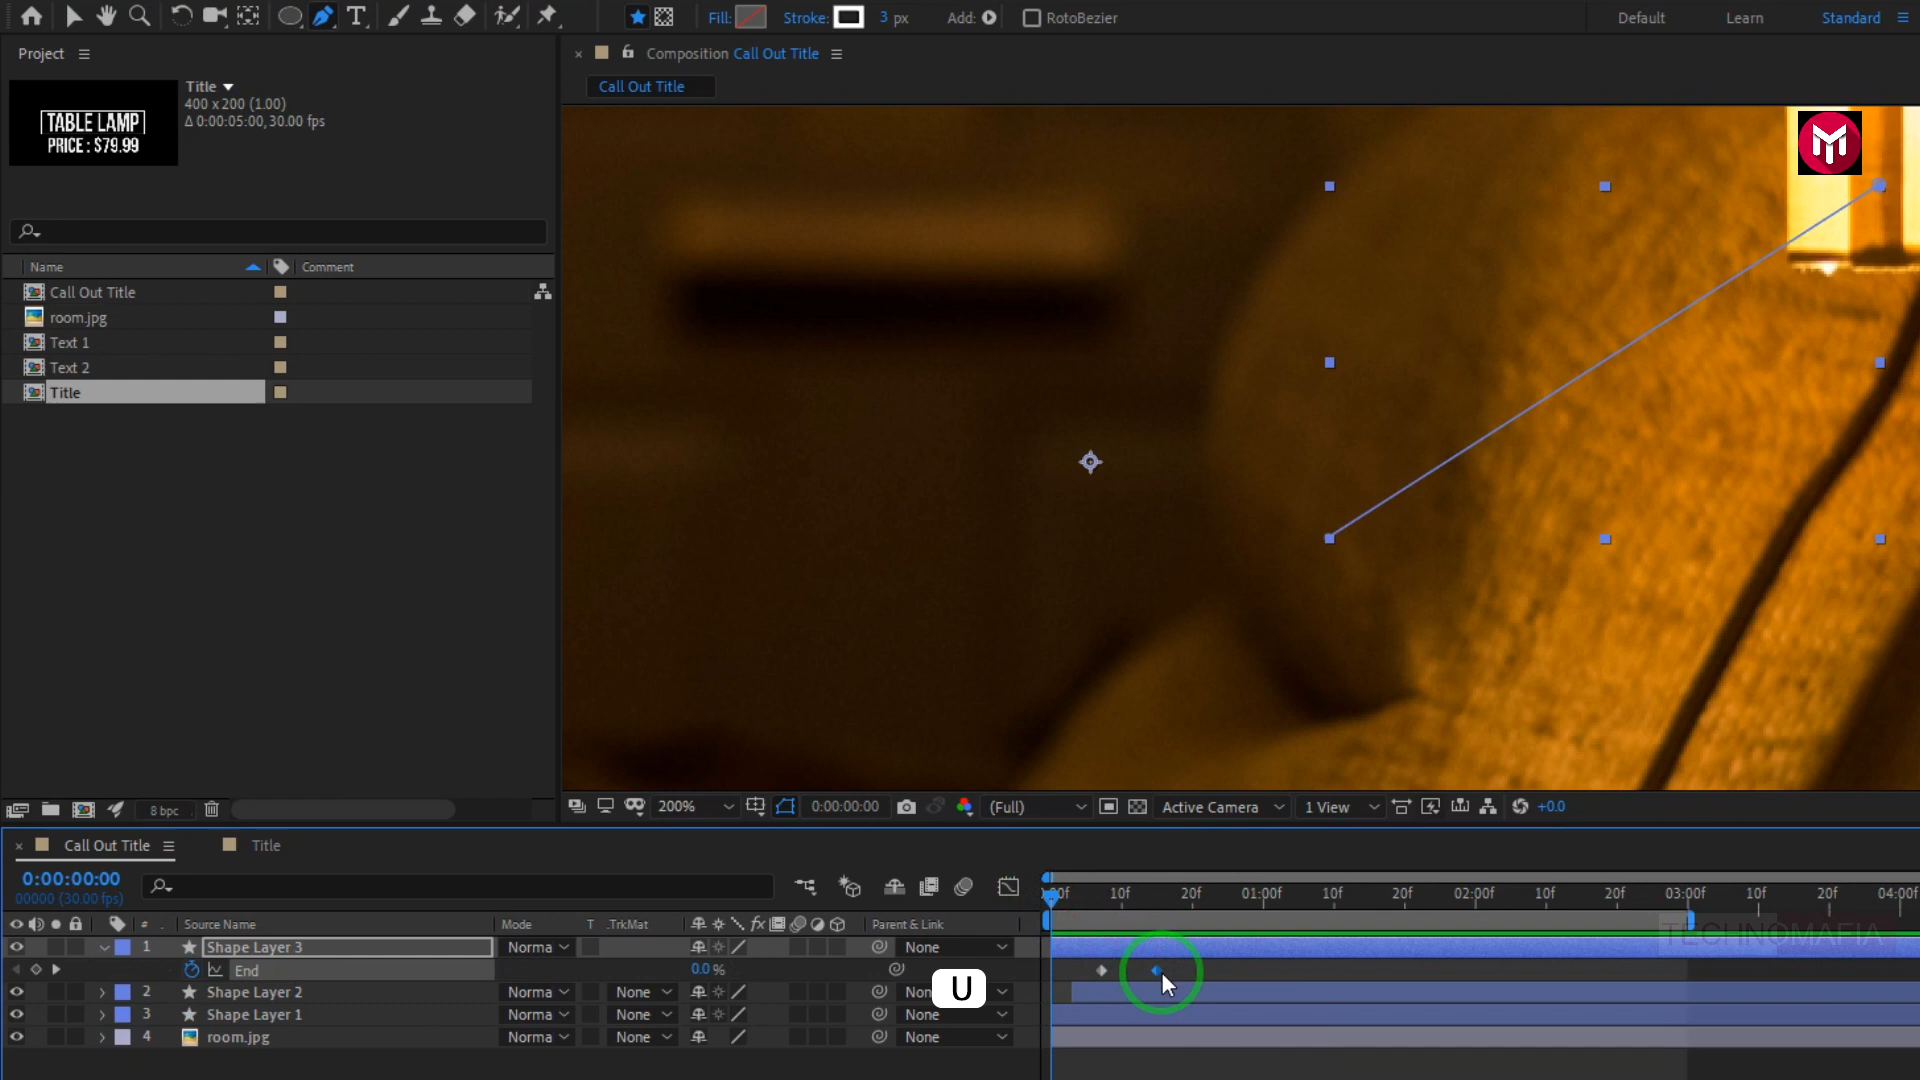 Fill:
Stroke:
3 px
Add:
RotoBezier
Default
Learn
Standard
Project
Composition Call Out Title
Call Out Title
Title
400 x 200 (1.00)
Δ 0:00:05:00, 30.00 fps
TABLE LAMP
PRICE : $79.99
Name
Comment
Call Out Title
room.jpg
Text 1
Text 2
Title
8 bpc
200%
0:00:00:00
(Full)
Active Camera
1 View
+0.0
Call Out Title
Title
0:00:00:00
00000 (30.00 fps)
:00f
10f
20f
01:00f
10f
20f
02:00f
10f
20f
03:00f
10f
20f
04:00f
#
Source Name
Mode
T
.TrkMat
fx
Parent & Link
1
Shape Layer 3
Norma
None
TECHNOMAFIA
End
0.0 %
2
Shape Layer 2
Norma
None
Non
U
3
Shape Layer 1
Norma
None
None
4
room.jpg
Norma
None
None